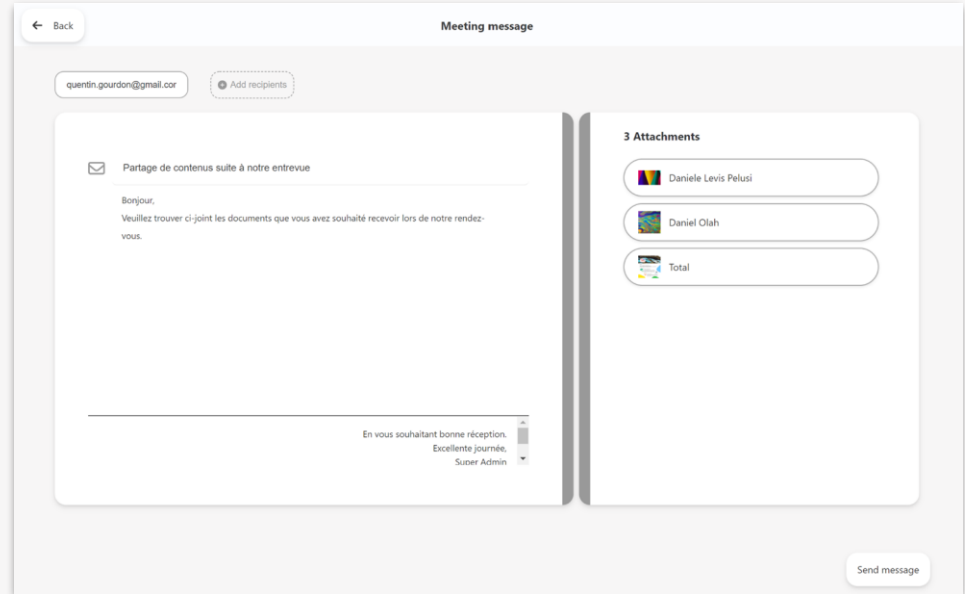 Back
Meeting message
quentin.gourdon@gmail.cor
Add recipients
Partage de contenus suite à notre entrevue
Bonjour,
Veuillez trouver ci-joint les documents que vous avez souhaité recevoir lors de notre rendez-
vous.
En vous souhaitant bonne réception.
Excellente journée,
Super Admin
3 Attachments
Daniele Levis Pelusi
Daniel Olah
Total
Send message